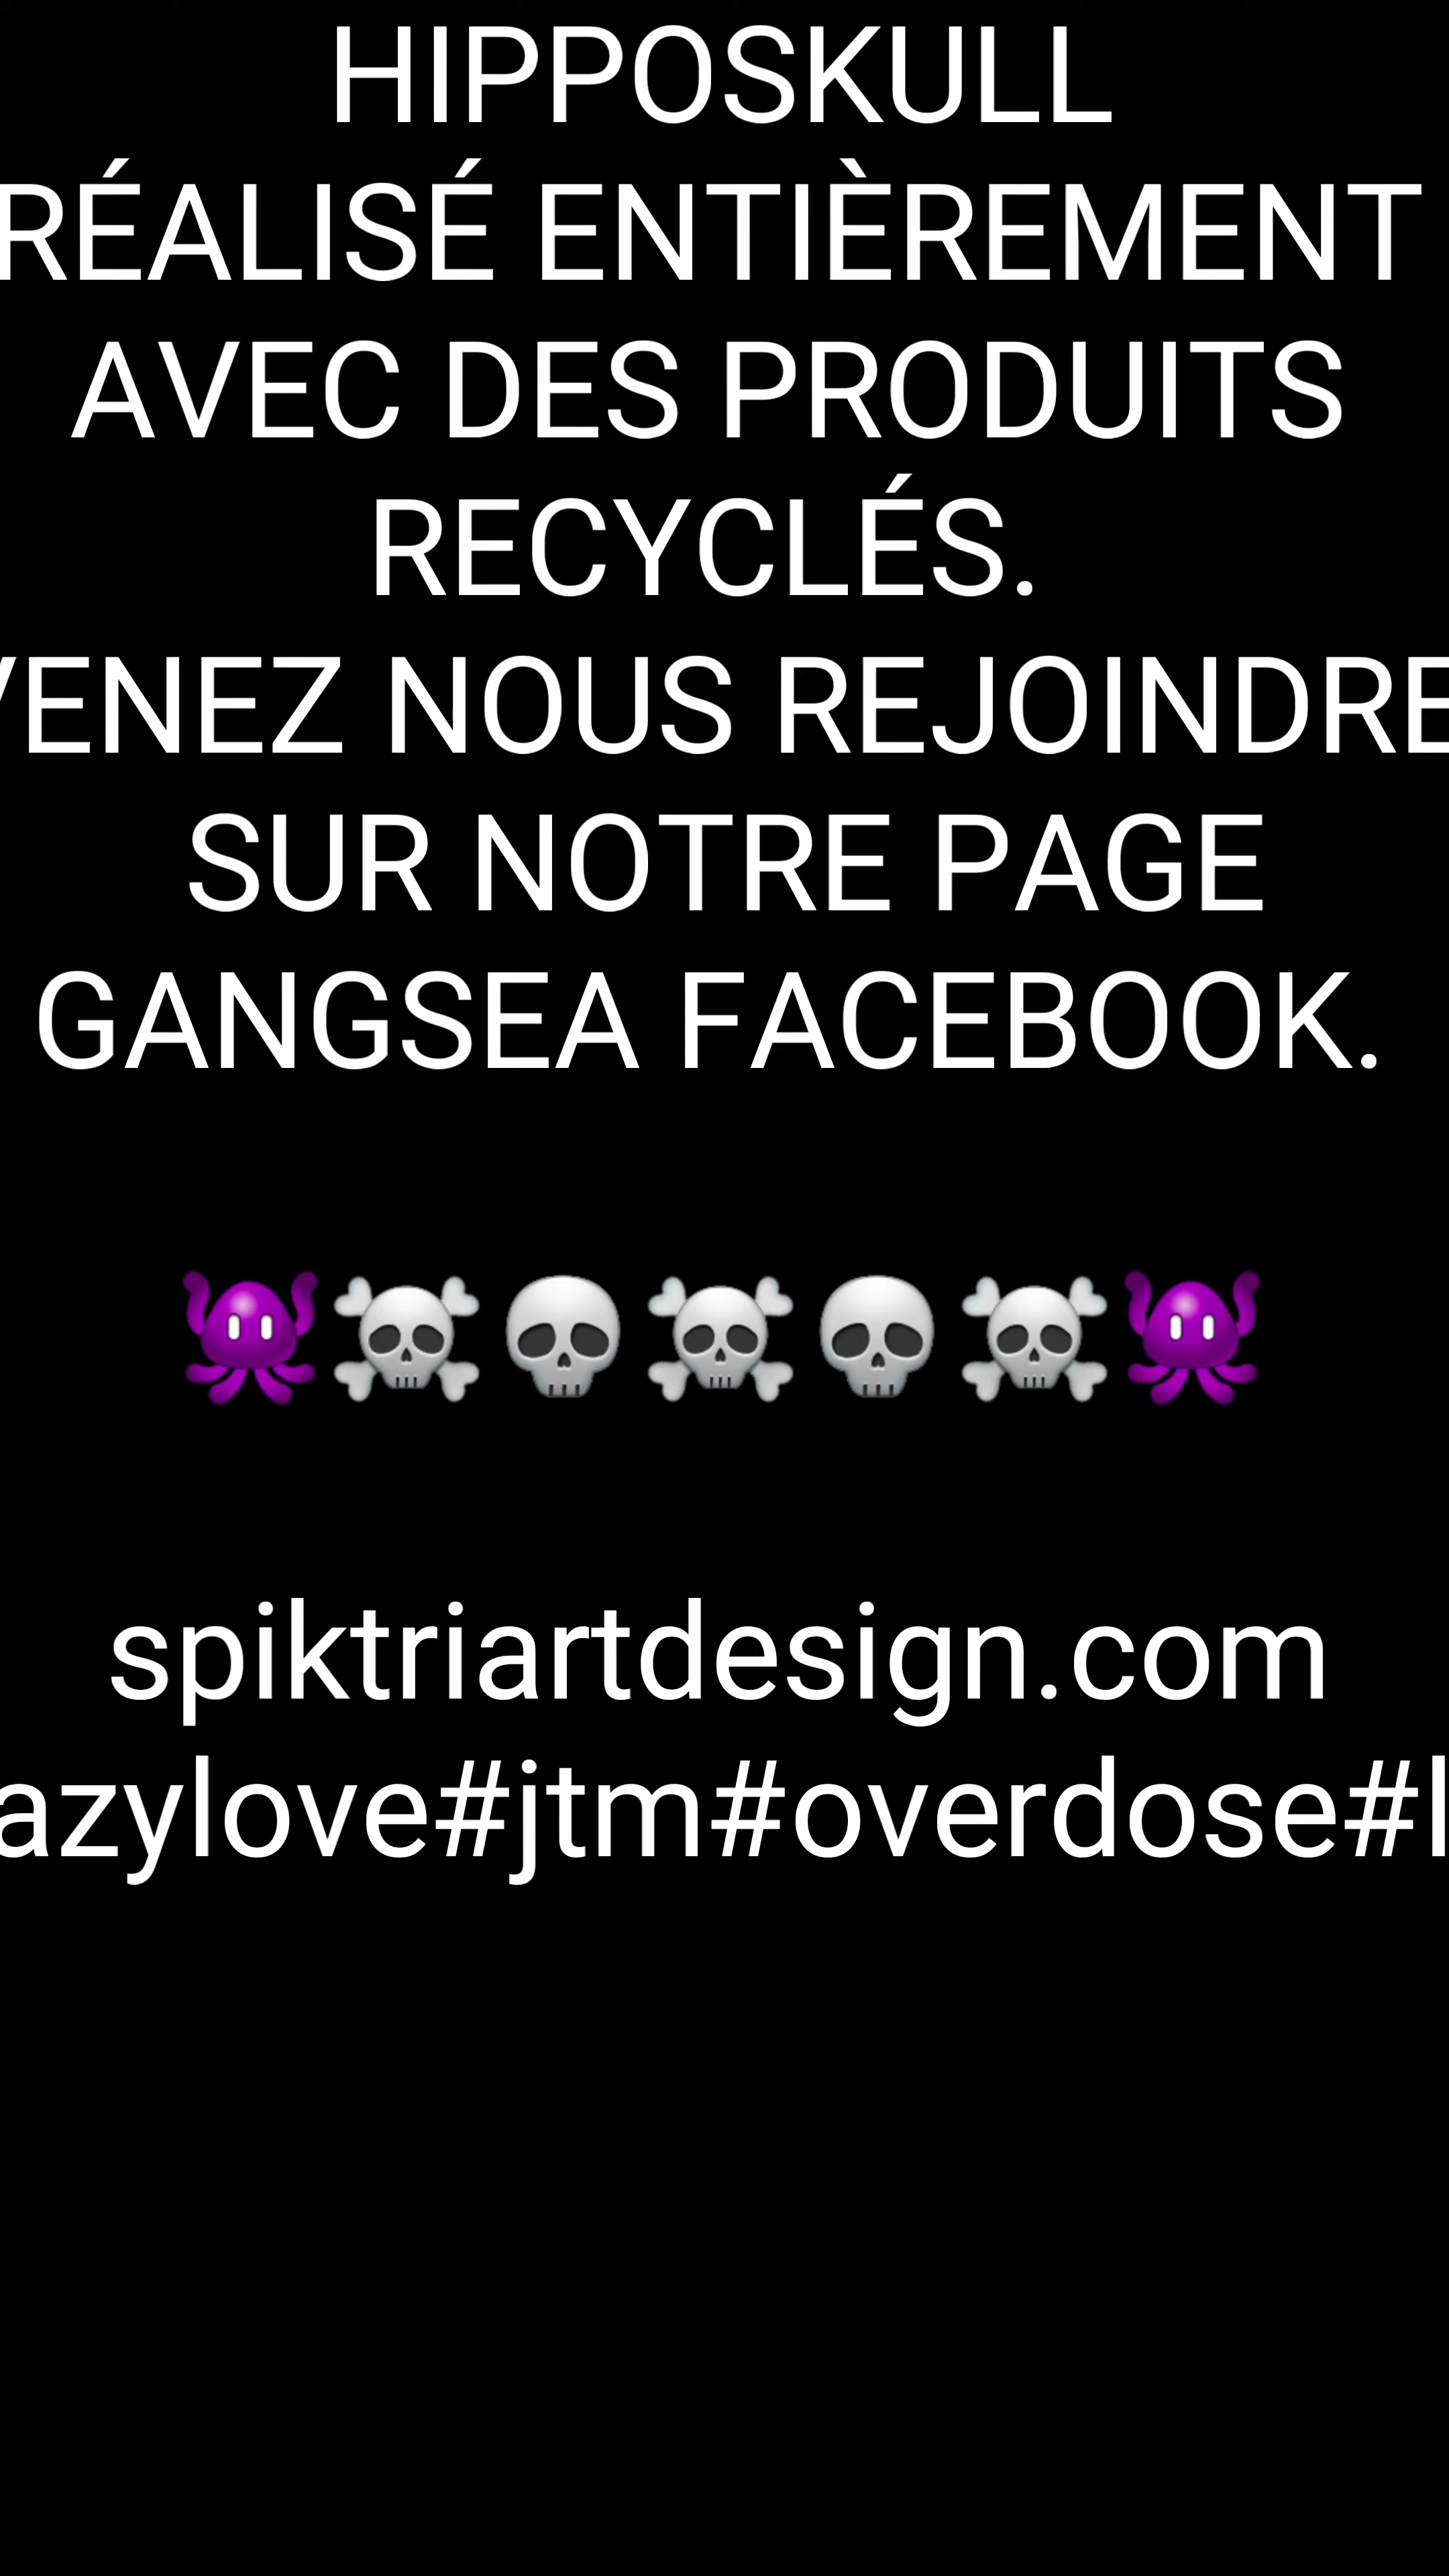 HIPPOSKULL
RÉALISÉ ENTIÈREMENT
AVEC DES PRODUITS
RECYCLÉS.
VENEZ NOUS REJOINDRE
SUR NOTRE PAGE
GANGSEA FACEBOOK.
🐙☠️💀☠️💀☠️🐙
spiktriartdesign.com
azylove#jtm#overdose#l